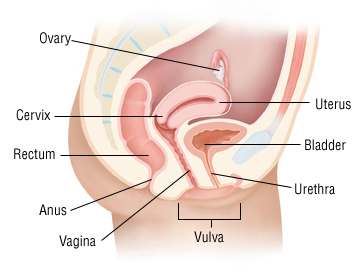 Ovary
Uterus
Cervix
Bladder
Rectum
Urethra
Anus
Vulva
Vagina